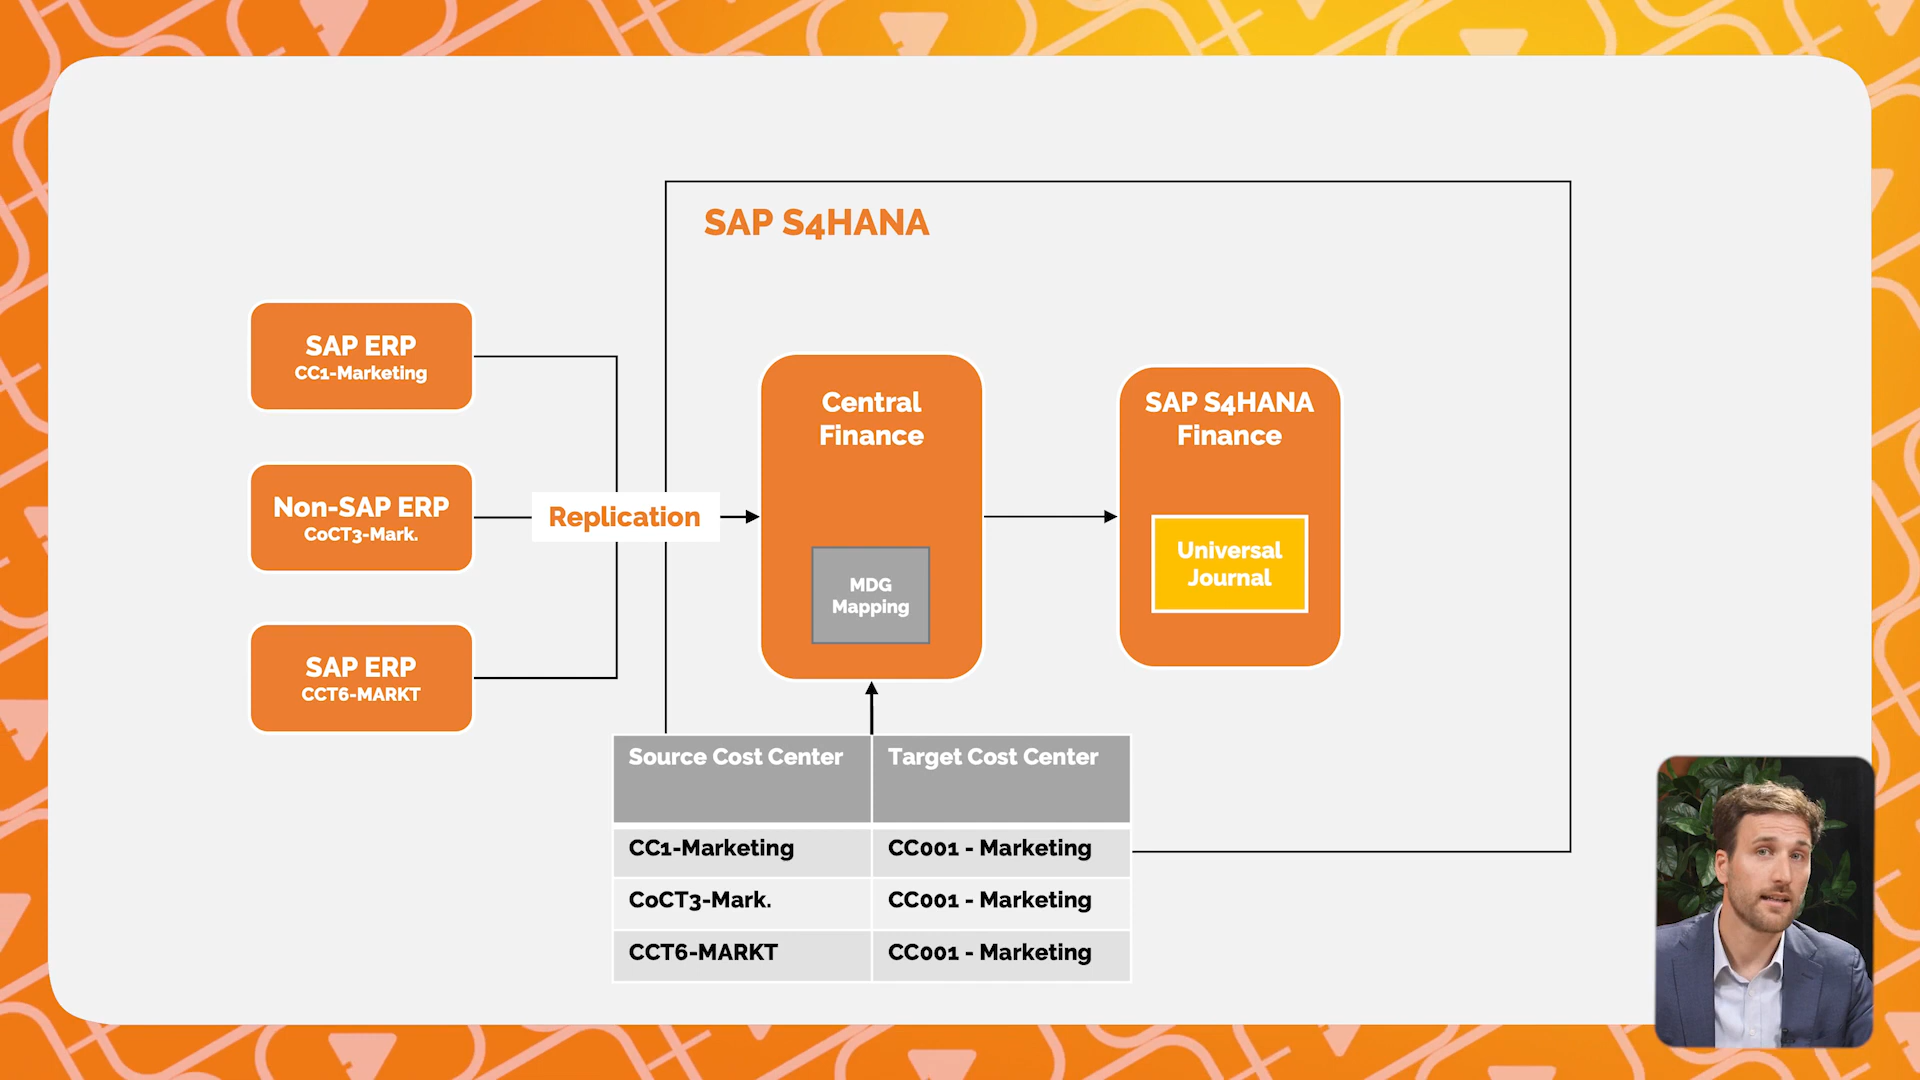 SAP S4HANA
SAP ERP
CC1-Marketing
Non-SAP ERP
CoCT3-Mark.
SAP ERP
CCT6-MARKT
Replication
Central
Finance
MDG
Mapping
SAP S4HANA
Finance
Universal
Journal
Source Cost Center Target Cost Center
CC1-Marketing CC001 - Marketing
CoCT3-Mark. CC001 - Marketing
CCT6-MARKT CC001 - Marketing